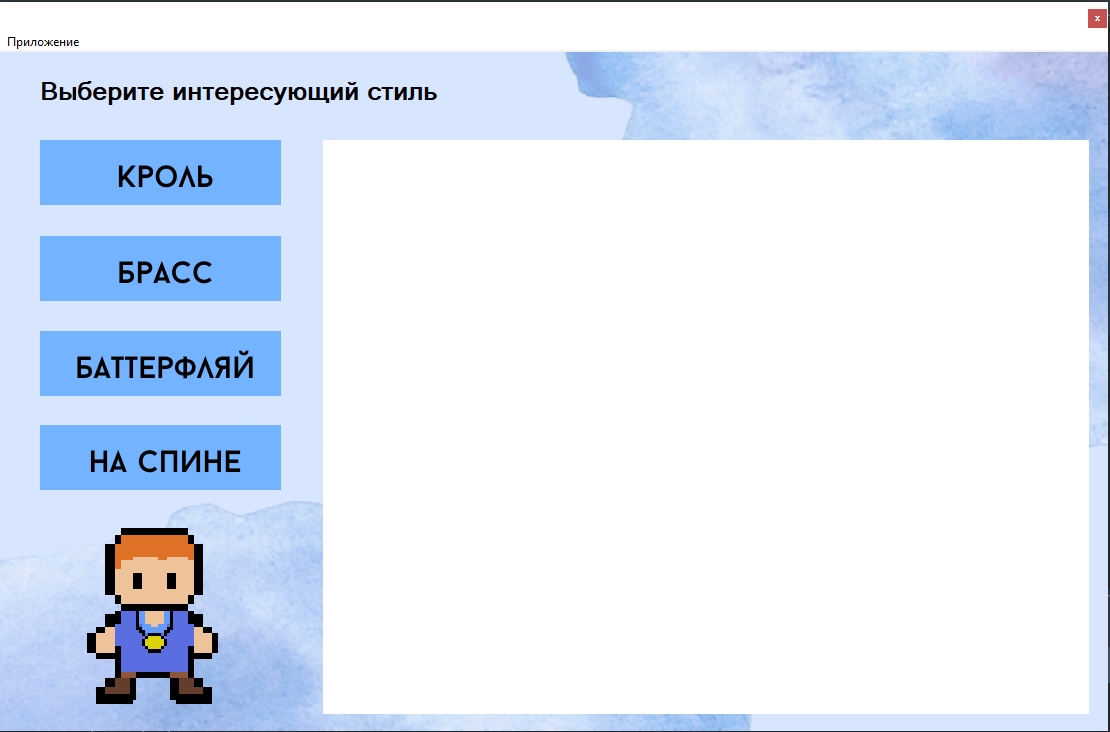 x
Приложение
Выберите интересующий стиль
КРОЛЬ
БРАСС
БАТТЕРФЛЯЙ
НА СПИНЕ